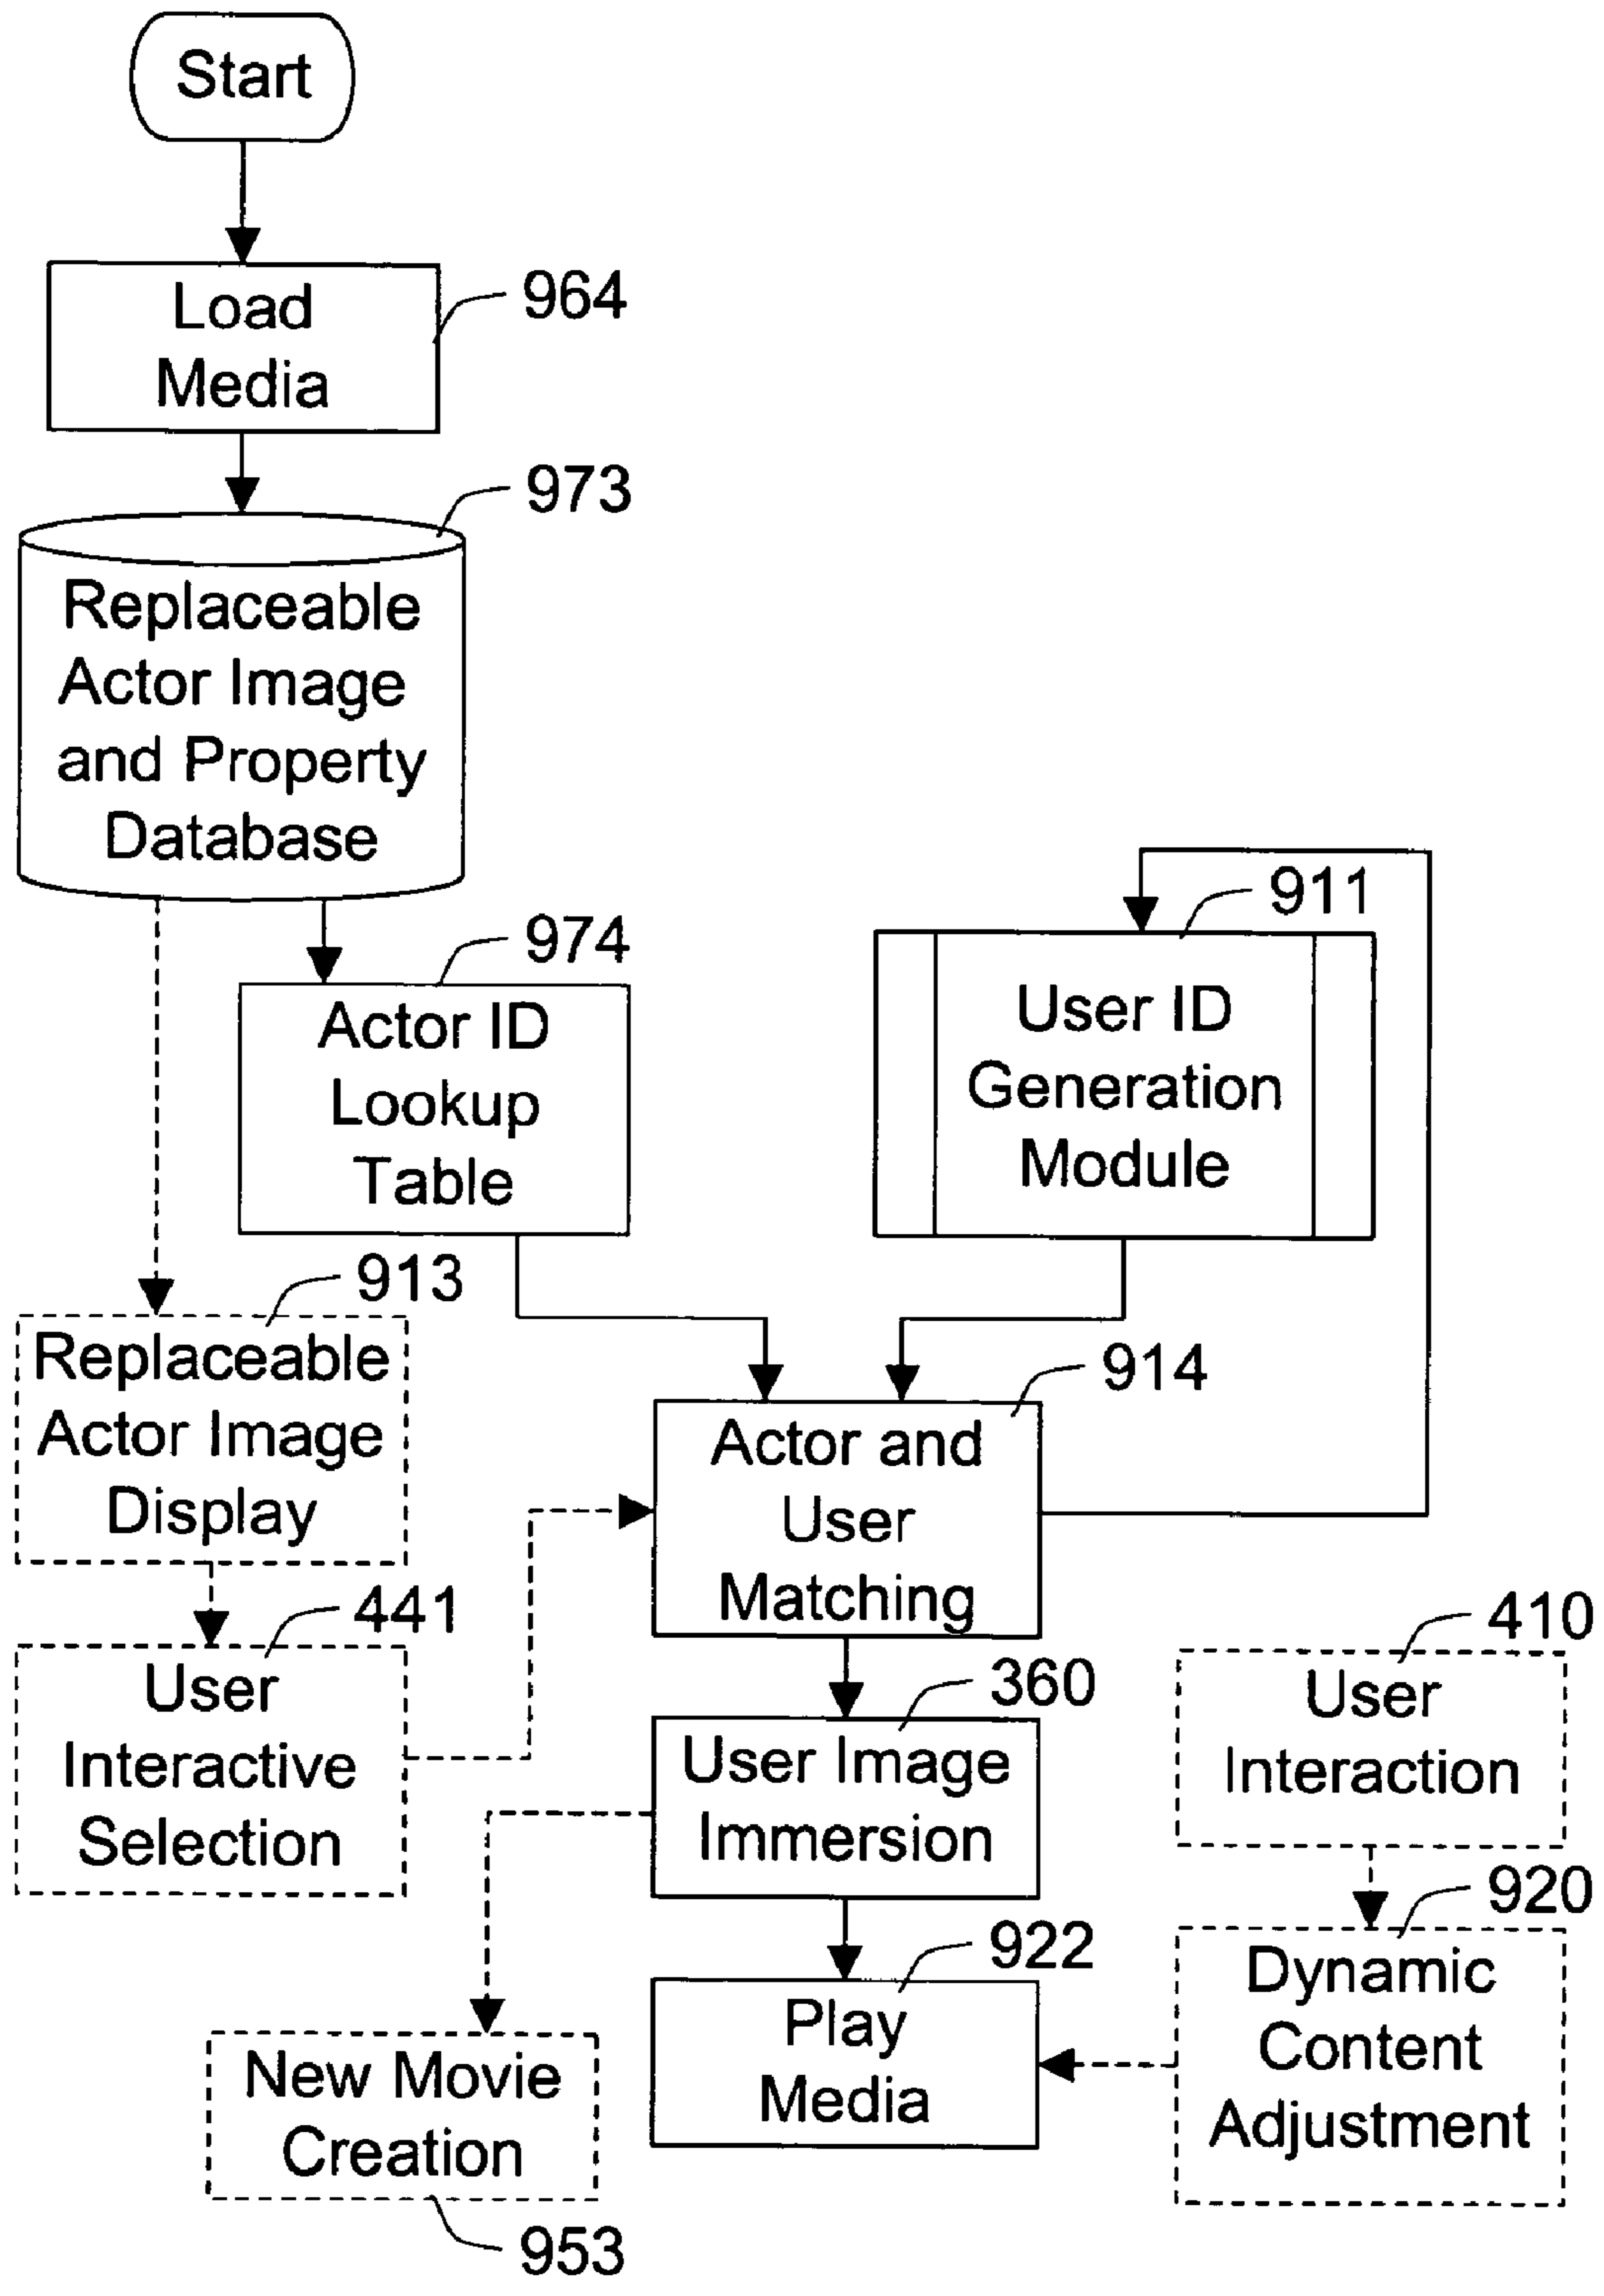 Start
Load
Media
964
973
Replaceable
Actor Image
and Property
Database
974
Actor ID
Lookup
Table
911
User ID
Generation
Module
913
Replaceable
Actor Image
Display
914
Actor and
User
Matching
441
User
Interactive
Selection
360
User Image
Immersion
410
User
Interaction
920
Dynamic
Content
Adjustment
922
Play
Media
New Movie
Creation
953